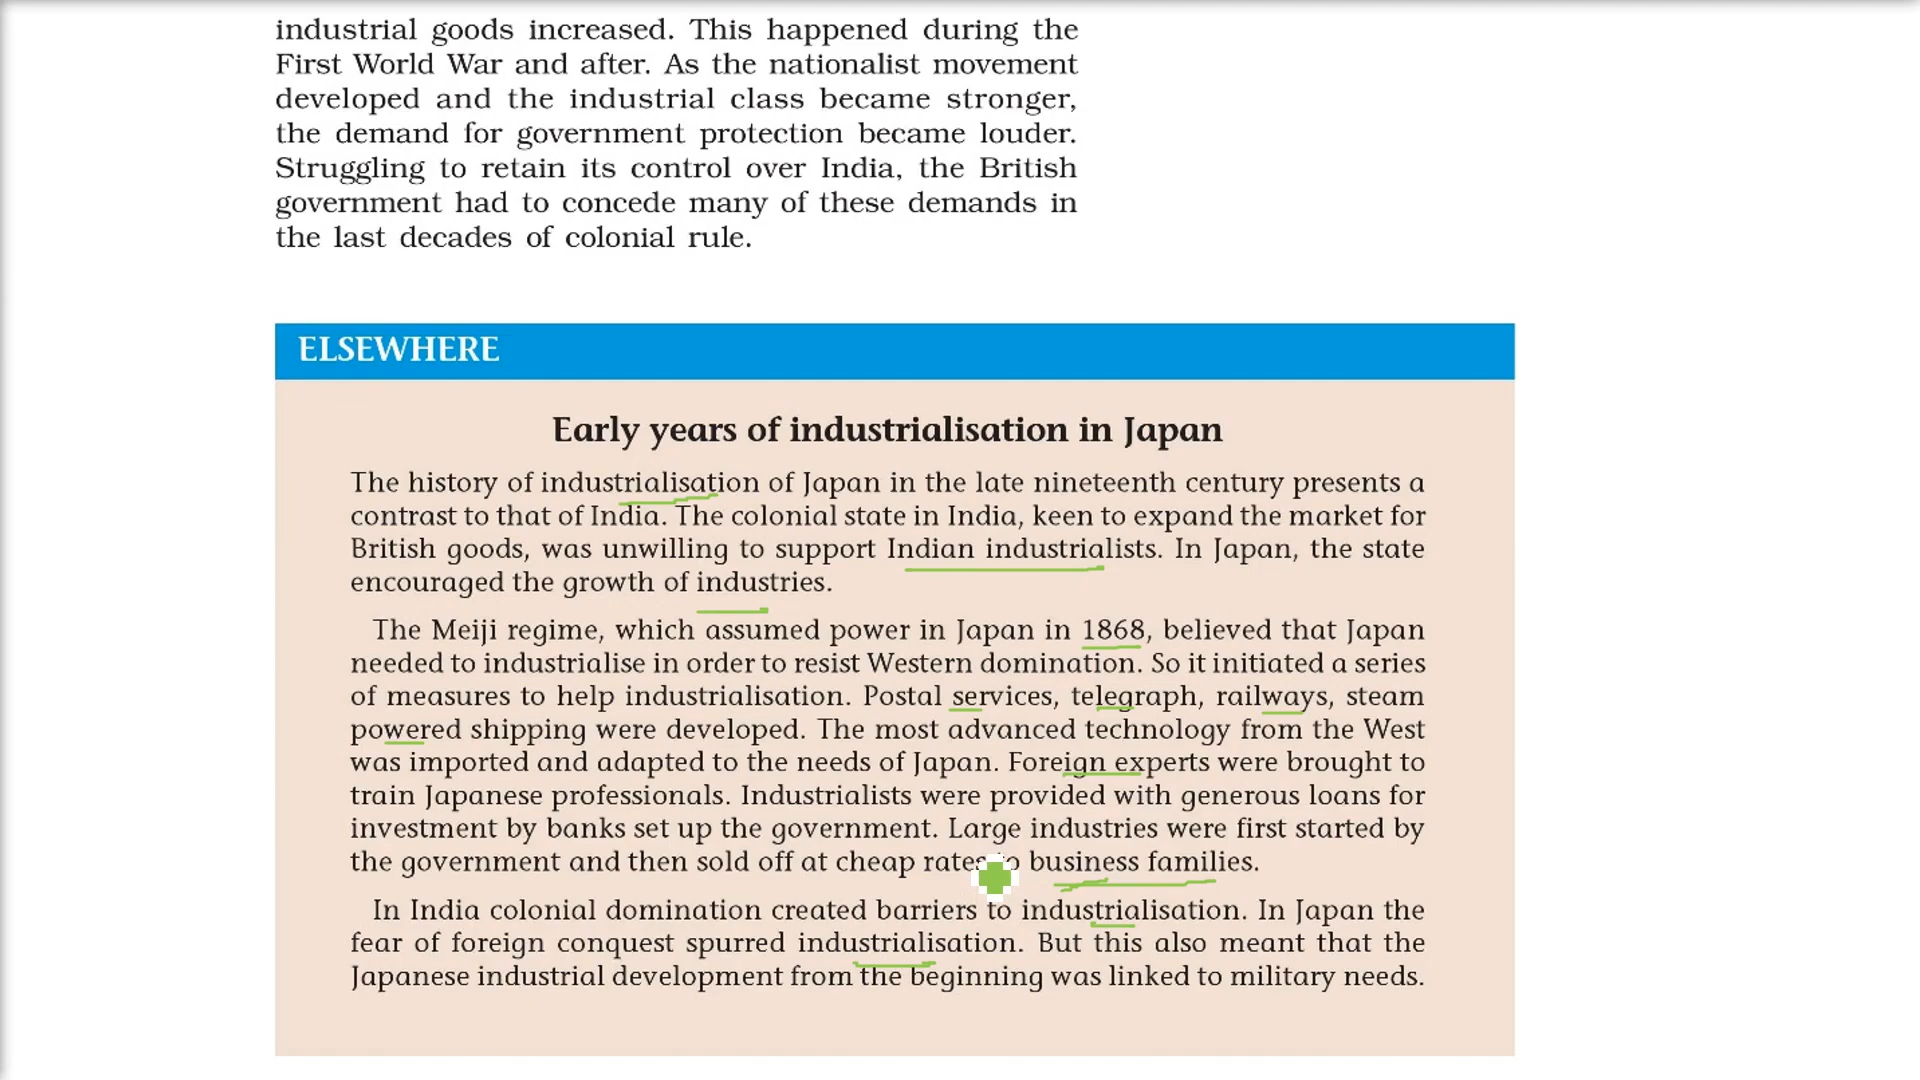 industrial goods increased. This happened during the
First World War and after. As the nationalist movement
developed and the industrial class became stronger,
the demand for government protection became louder.
Struggling to retain its control over India, the British
government had to concede many of these demands in
the last decades of colonial rule.
ELSEWHERE
Early years of industrialisation in Japan
The history of industrialisation of Japan in the late nineteenth century presents a
contrast to that of India. The colonial state in India, keen to expand the market for
British goods, was unwilling to support Indian industrialists. In Japan, the state
encouraged the growth of industries.
The Meiji regime, which assumed power in Japan in 1868, believed that Japan
needed to industrialise in order to resist Western domination. So it initiated a series
of measures to help industrialisation. Postal services, telegraph, railways, steam
powered shipping were developed. The most advanced technology from the West
was imported and adapted to the needs of Japan. Foreign experts were brought to
train Japanese professionals. Industrialists were provided with generous loans for
investment by banks set up the government. Large industries were first started by
the government and then sold off at cheap rates to business families.
In India colonial domination created barriers to industrialisation. In Japan the
fear of foreign conquest spurred industrialisation. But this also meant that the
Japanese industrial development from the beginning was linked to military needs.